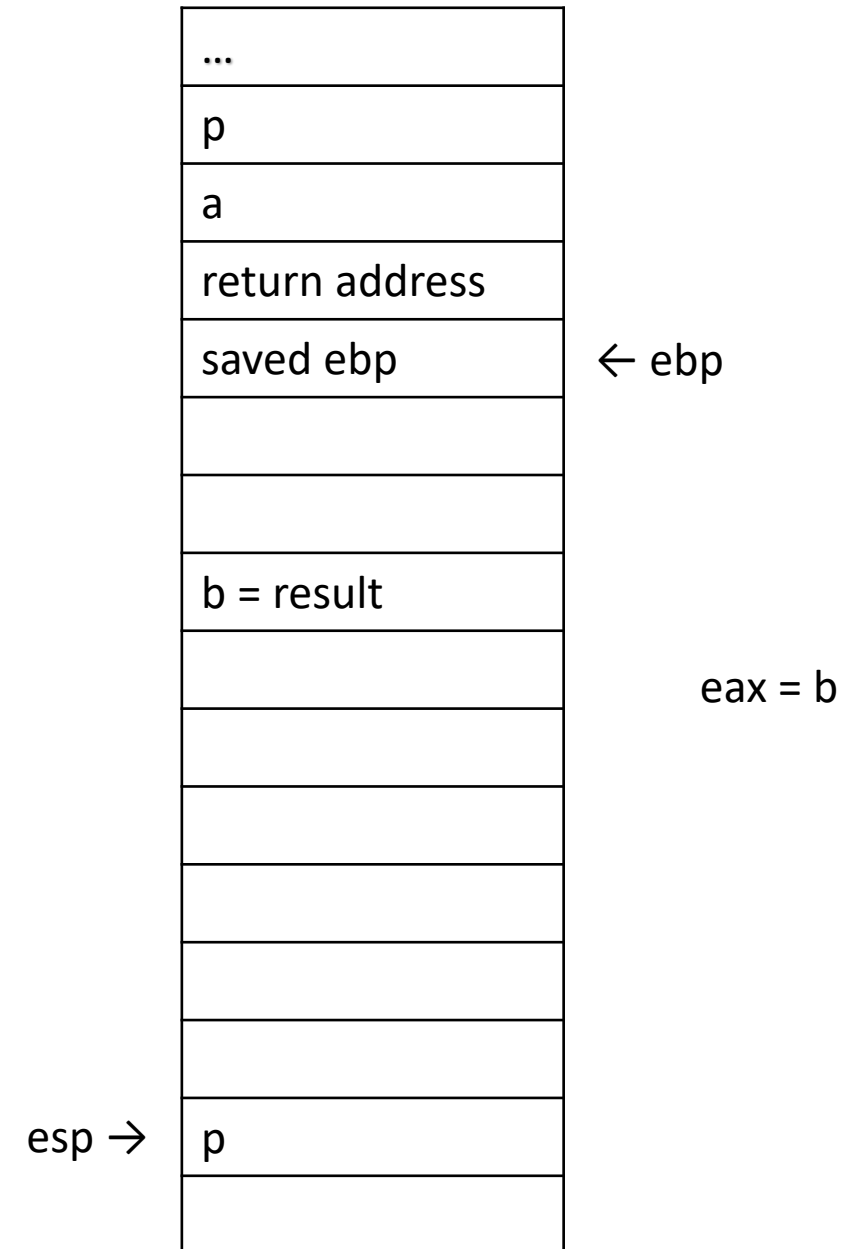 ...
p
a
return address
saved ebp
← ebp
b = result
eax = b
esp →
p